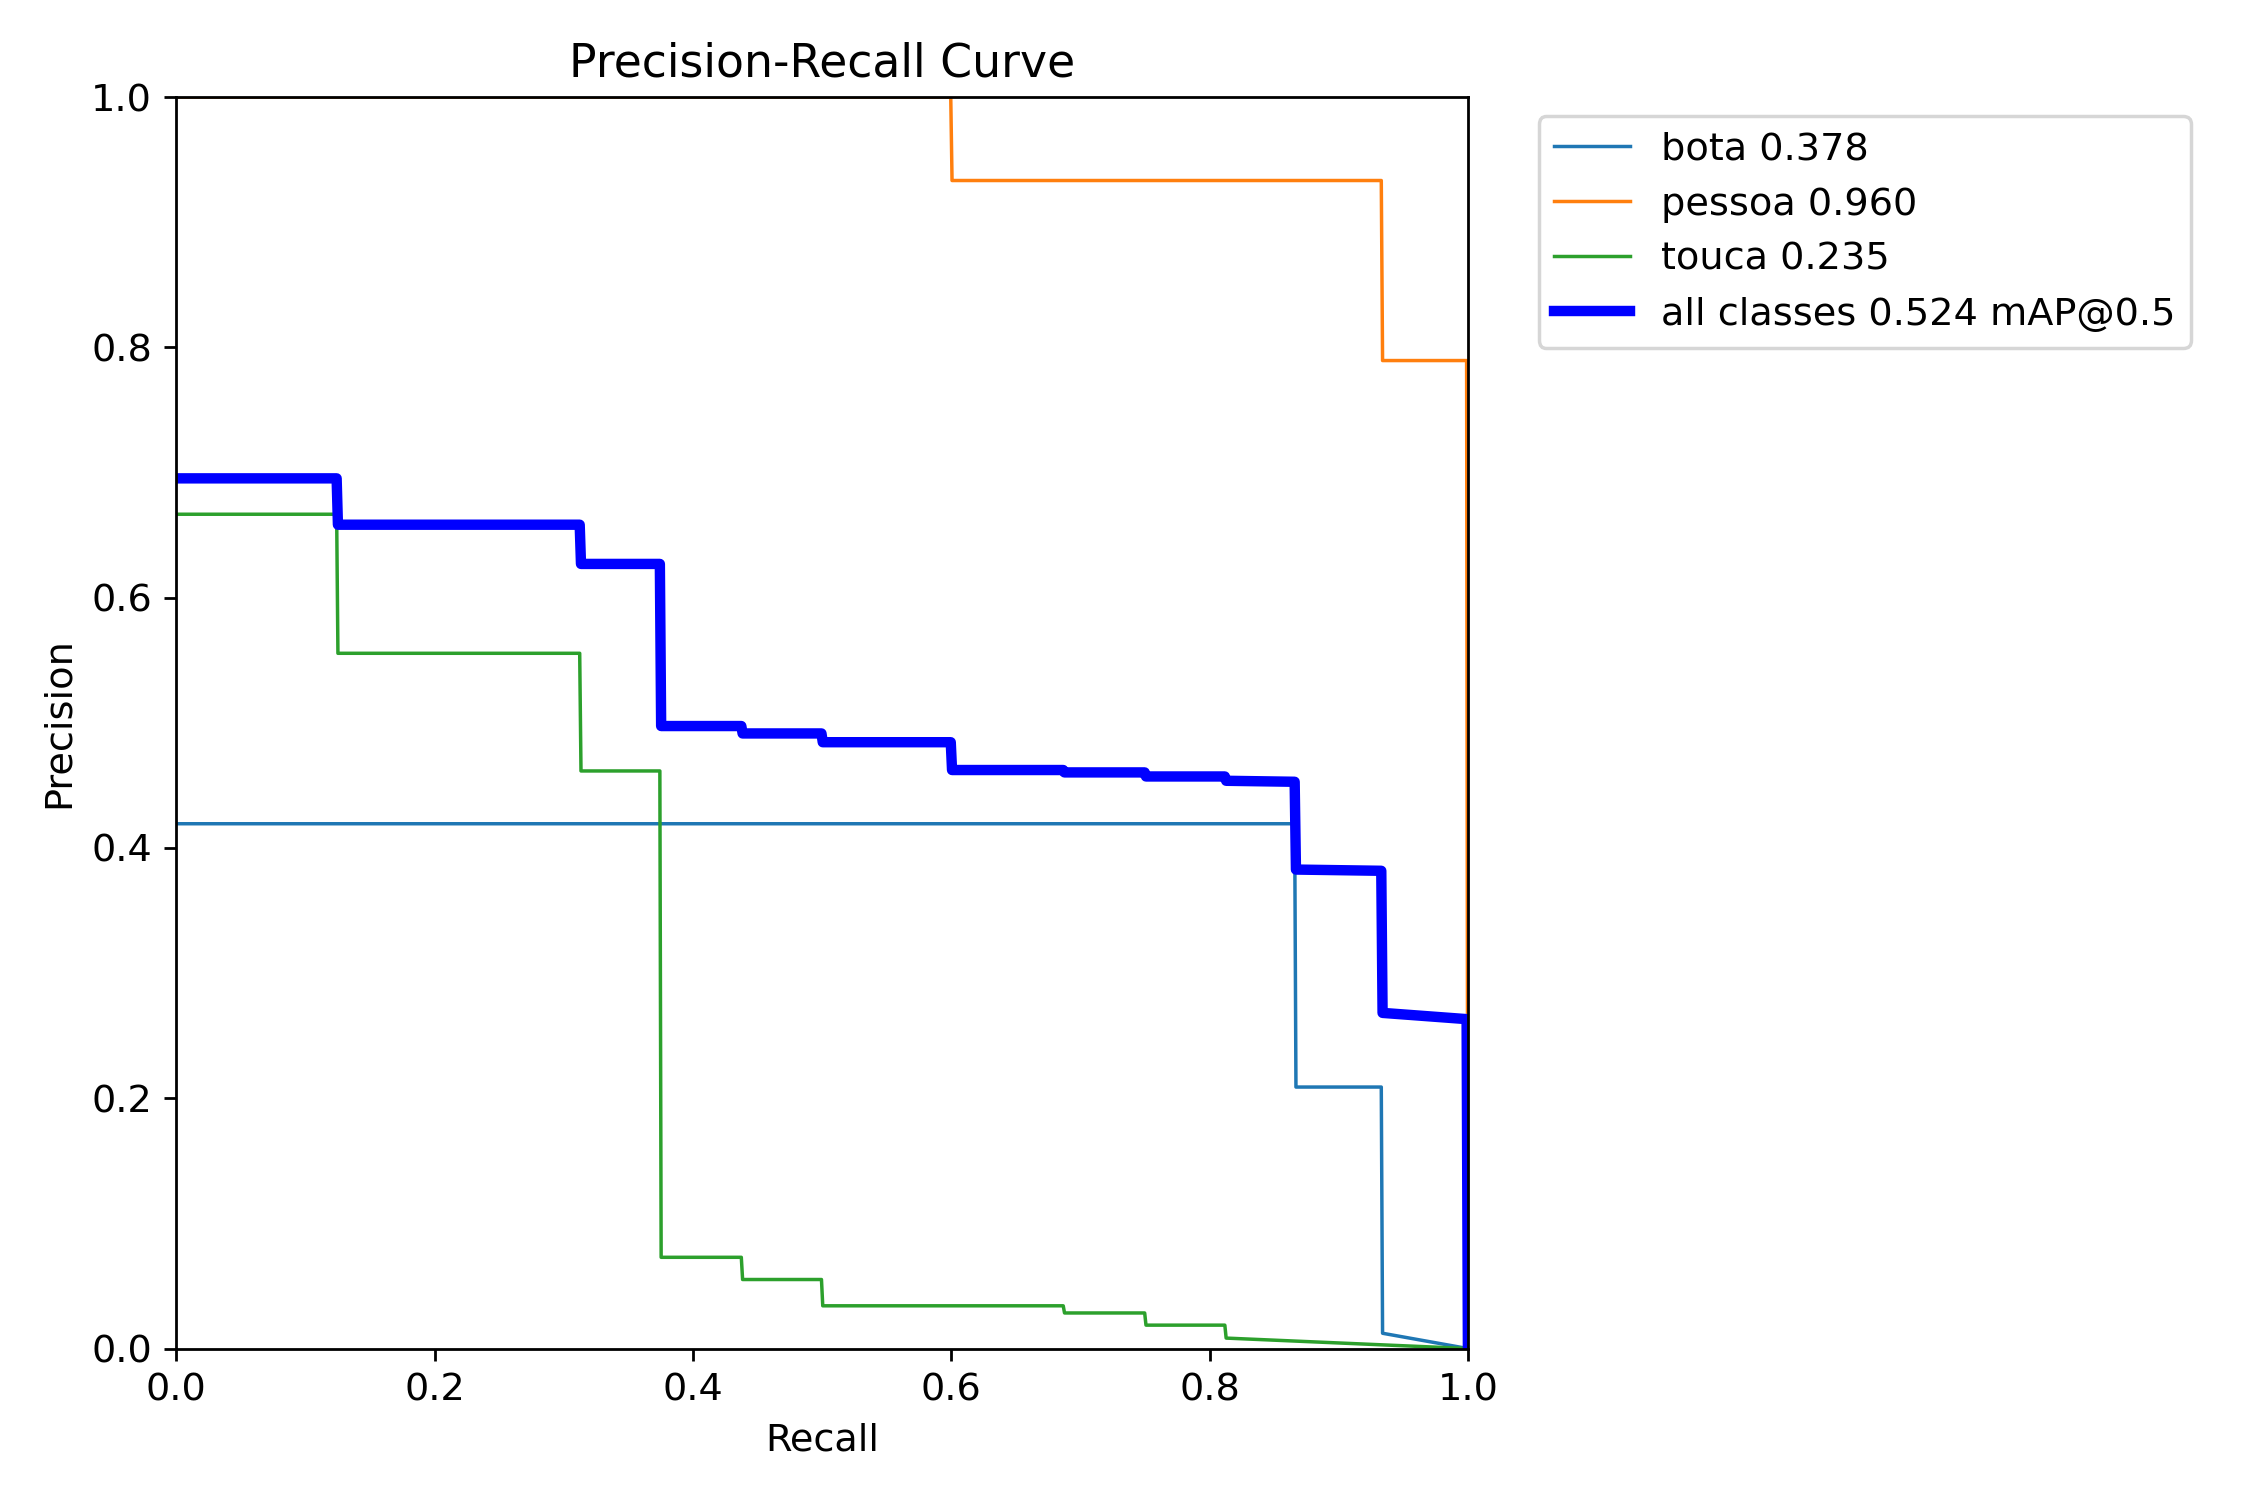 Precision-Recall Curve
1.0
0.8
0.6
0.4
0.2
0.0
Precision
0.0 0.2 0.4 0.6 0.8 1.0
Recall
bota 0.378
pessoa 0.960
touca 0.235
all classes 0.524 mAP@0.5